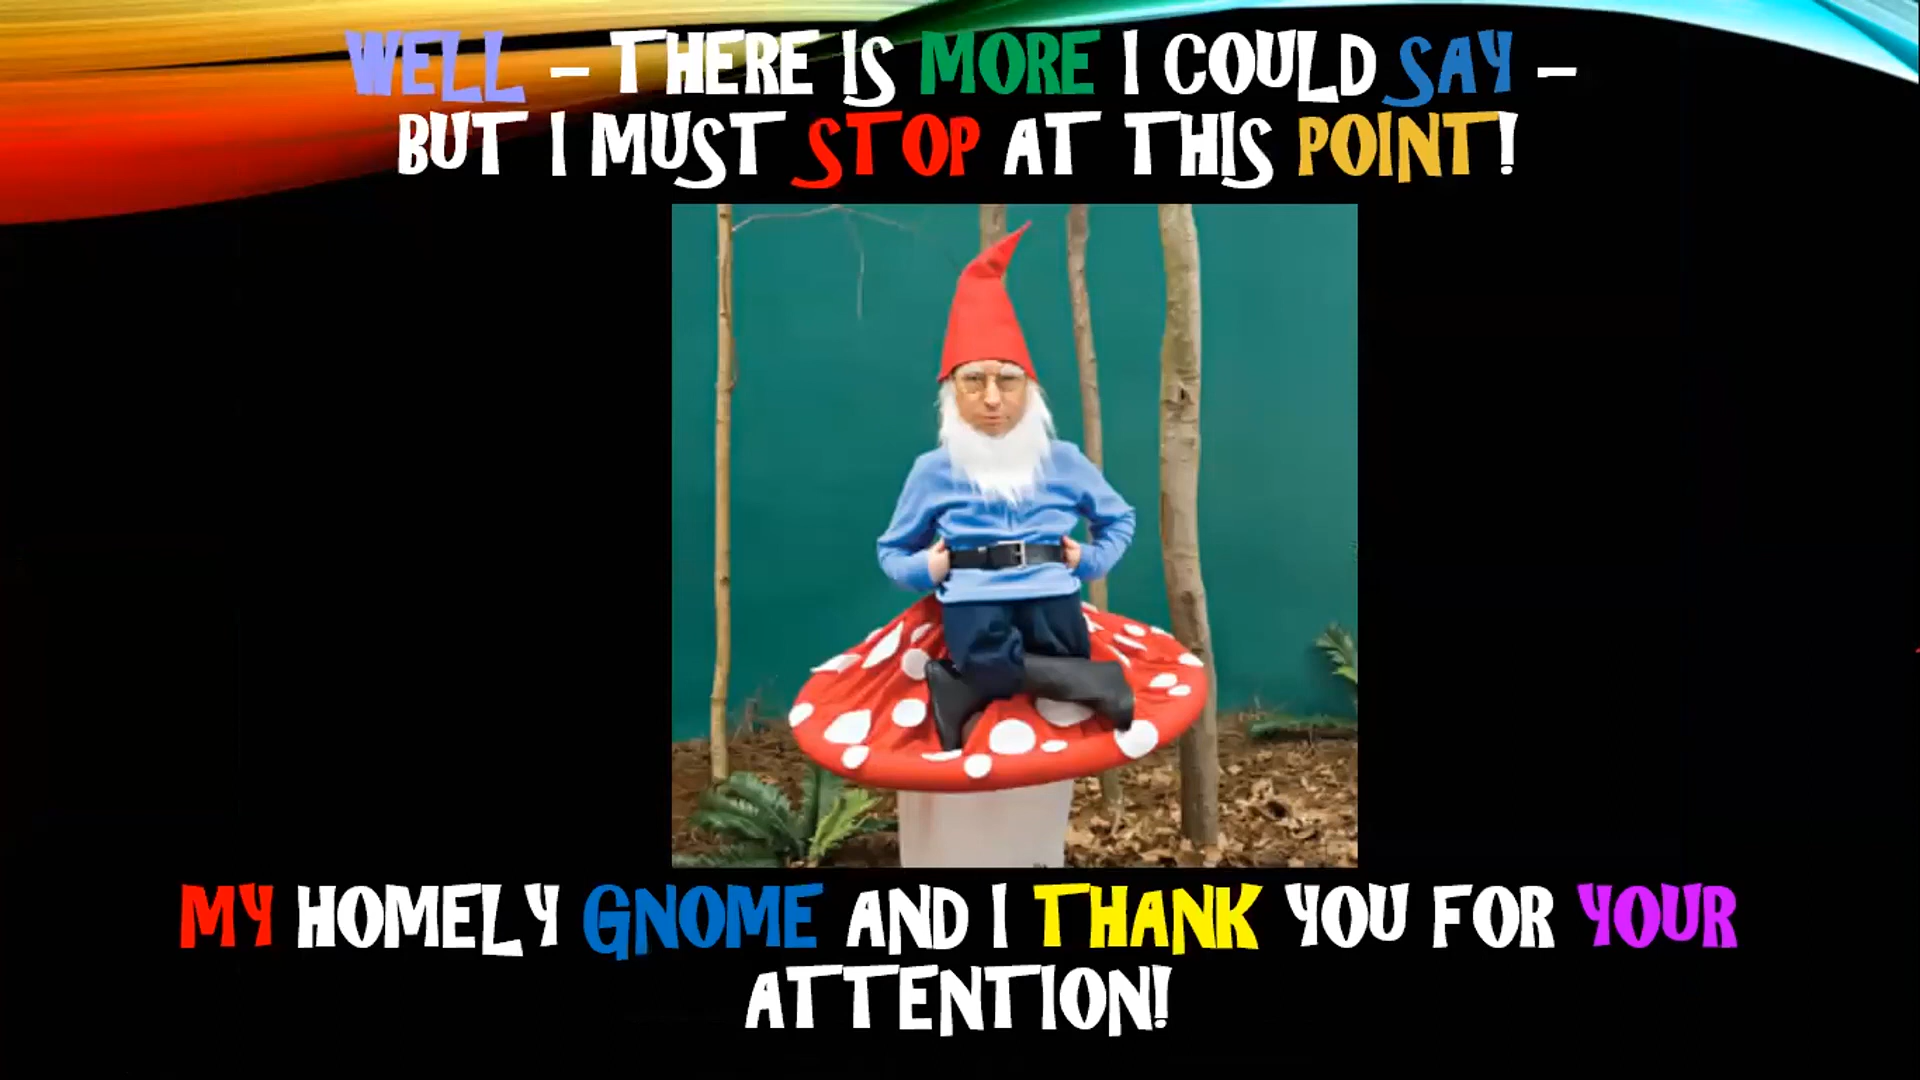 WELL – THERE IS MORE I COULD SAY –
BUT I MUST STOP AT THIS POINT!
MY HOMELY GNOME AND I THANK YOU FOR YOUR
ATTENTION!